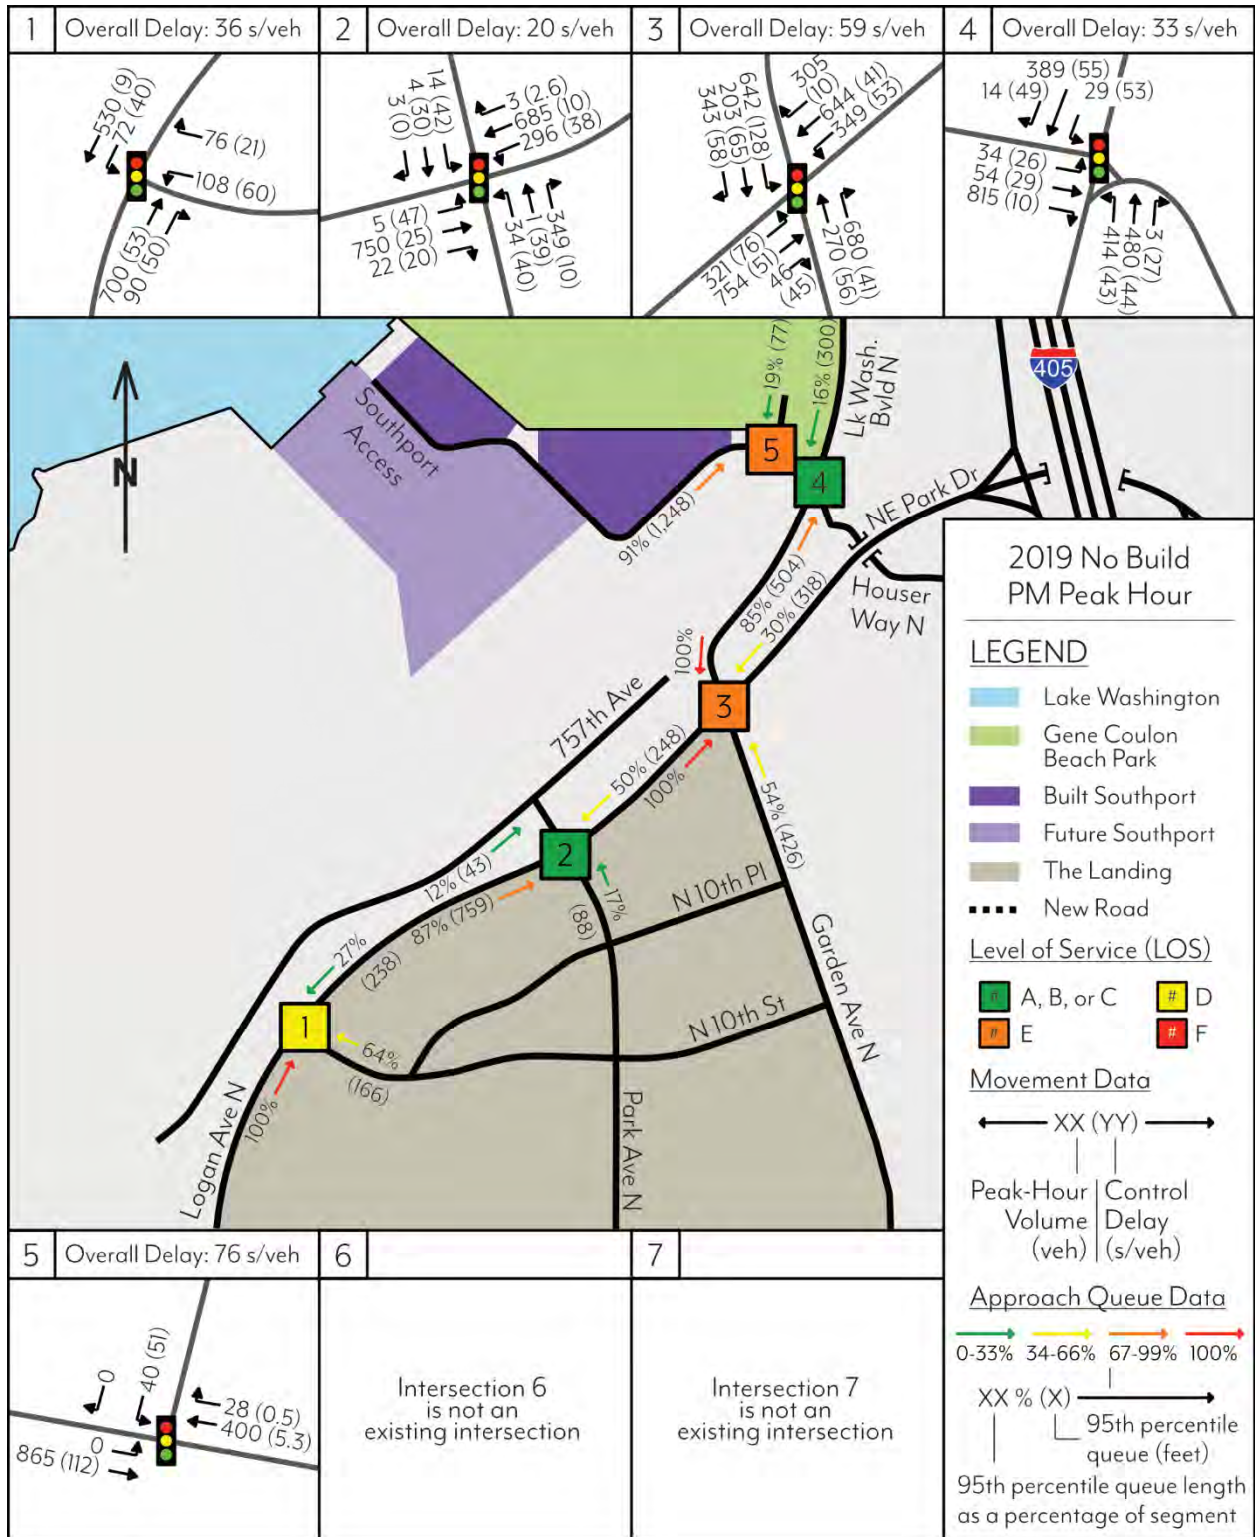 1
Overall Delay: 36 s/veh
530 (9)
72 (40)
76 (21)
108 (60)
700 (53)
90 (50)
2
Overall Delay: 20 s/veh
3 (0)
4 (30)
14 (42)
3 (2.6)
685 (10)
296 (38)
5 (47)
750 (25)
22 (20)
34 (40)
1 (39)
349 (10)
3
Overall Delay: 59 s/veh
343 (58)
203 (65)
642 (128)
305
(10)
644 (41)
349 (53)
321 (76)
754 (51)
46
(45)
270 (56)
680 (41)
4
Overall Delay: 33 s/veh
389 (55)
14 (49)
29 (53)
34 (26)
54 (29)
815 (10)
414 (43)
480 (44)
3 (27)
Southport
Access
N
19% (77)
16% (300)
Lk Wash.
Bvld N
405
5
4
91% (1,248)
NE Park Dr
Houser
Way N
85% (504)
30% (318)
100%
3
757th Ave
50% (248)
100%
54% (426)
2
12% (43)
87% (759)
17%
(88)
N 10th Pl
27%
(238)
1
64%
(166)
N 10th St
Garden Ave N
100%
Logan Ave N
Park Ave N
2019 No Build
PM Peak Hour
LEGEND
Lake Washington
Gene Coulon
Beach Park
Built Southport
Future Southport
The Landing
New Road
Level of Service (LOS)
# A, B, or C
# D
# E
# F
Movement Data
XX (YY)
Peak-Hour
Volume
(veh)
Control
Delay
(s/veh)
Approach Queue Data
0-33% 34-66% 67-99% 100%
XX % (X)
95th percentile
queue (feet)
95th percentile queue length
as a percentage of segment
5
Overall Delay: 76 s/veh
0
40 (51)
28 (0.5)
400 (5.3)
0
865 (112)
6
Intersection 6
is not an
existing intersection
7
Intersection 7
is not an
existing intersection